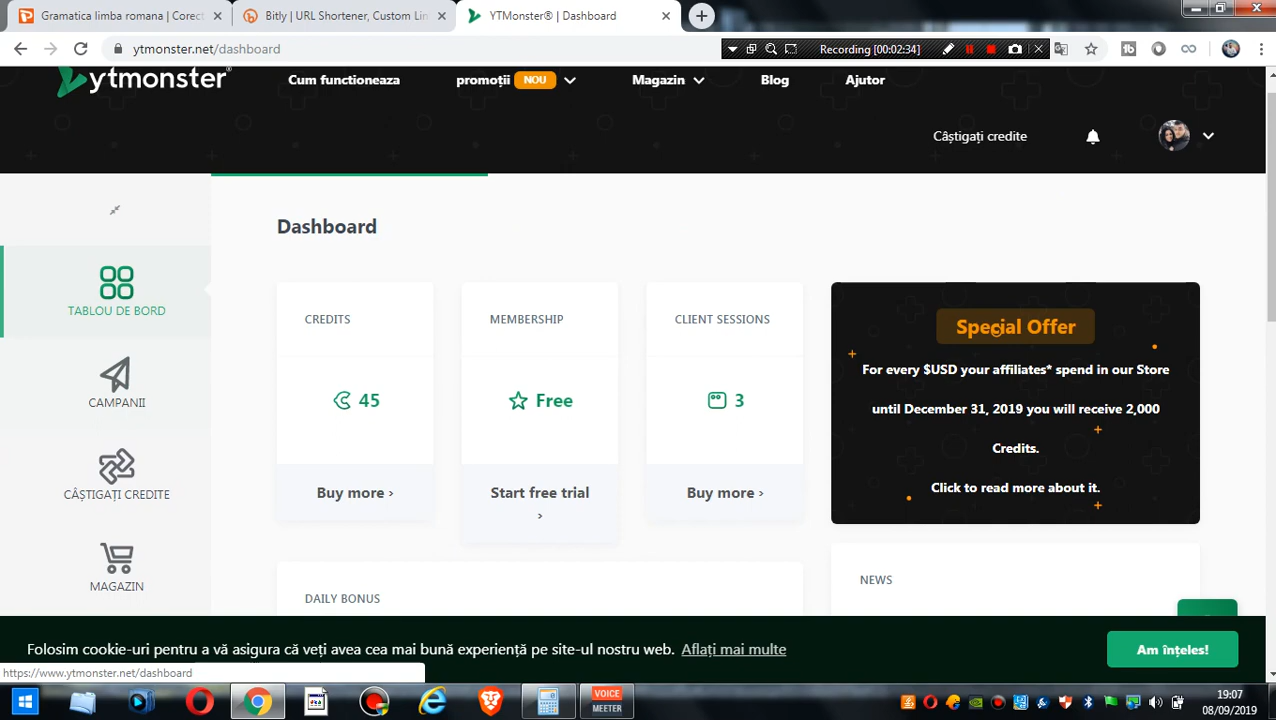 Gramatica limba romana | Corect
Bitly | URL Shortener, Custom Lin
YTMonster® | Dashboard
ytmonster.net/dashboard
Recording [00:02:34]
ytmonster®
Cum functioneaza
promoții NOU
Magazin
Blog
Ajutor
Câștigați credite
TABLOU DE BORD
CAMPANII
CÂȘTIGAȚI CREDITE
MAGAZIN
Dashboard
CREDITS
45
Buy more ›
MEMBERSHIP
Free
Start free trial
›
CLIENT SESSIONS
3
Buy more ›
Special Offer
For every $USD your affiliates* spend in our Store
until December 31, 2019 you will receive 2,000
Credits.
Click to read more about it.
DAILY BONUS
NEWS
Folosim cookie-uri pentru a vă asigura că veți avea cea mai bună experiență pe site-ul nostru web. Aflați mai multe
Am înțeles!
https://www.ytmonster.net/dashboard
VOICE
MEETER
19:07
08/09/2019